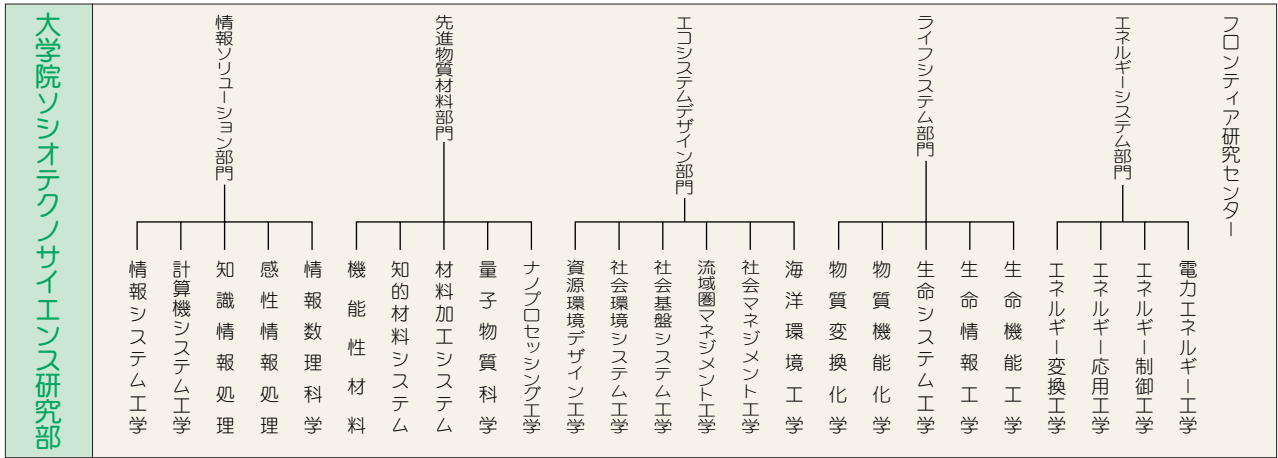 大学院ソシオテクノサイエンス研究部
フロンティア研究センター
エネルギーシステム部門
電力エネルギー工学
エネルギー制御工学
エネルギー応用工学
エネルギー変換工学
ライフシステム部門
生命機能工学
生命情報工学
生命システム工学
物質機能化学
物質変換化学
エコシステムデザイン部門
海洋環境工学
社会マネジメント工学
流域圏マネジメント工学
社会基盤システム工学
社会環境システム工学
資源環境デザイン工学
先進物質材料部門
ナノプロセッシング工学
量子物質科学
材料加工システム
知的材料システム
機能性材料
情報ソリューション部門
情報数理科学
感性情報処理
知識情報処理
計算機システム工学
情報システム工学